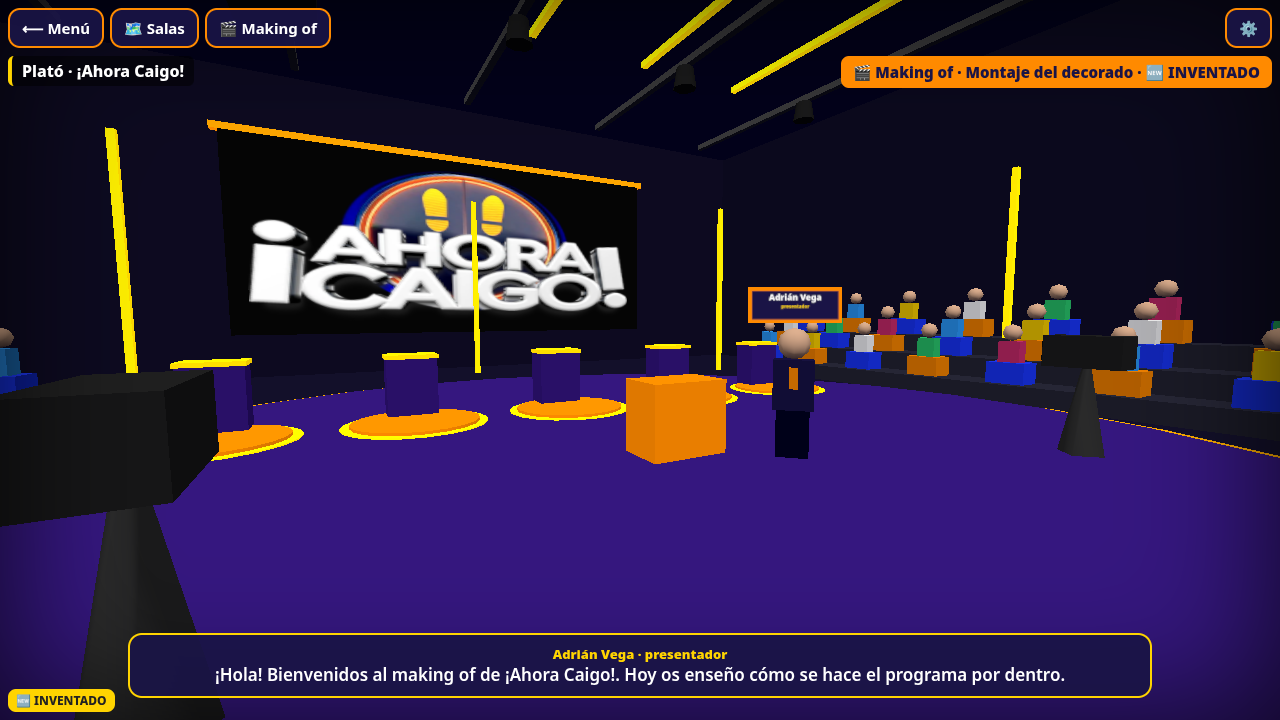 ⟵ Menú
🗺️ Salas
🎬 Making of
⚙️
Plató · ¡Ahora Caigo!
🎬 Making of · Montaje del decorado · 🆕 INVENTADO
¡AHORA
CAIGO!
Adrián Vega
presentador
Adrián Vega · presentador
¡Hola! Bienvenidos al making of de ¡Ahora Caigo!. Hoy os enseño cómo se hace el programa por dentro.
🆕 INVENTADO